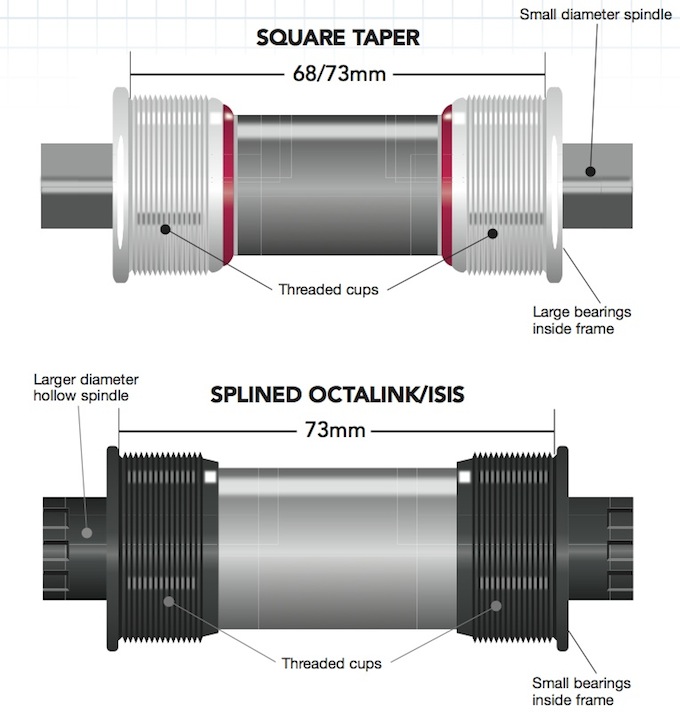 Small diameter spindle
SQUARE TAPER
68/73mm
Threaded cups
Large bearings
inside frame
Larger diameter
hollow spindle
SPLINED OCTALINK/ISIS
73mm
Threaded cups
Small bearings
inside frame